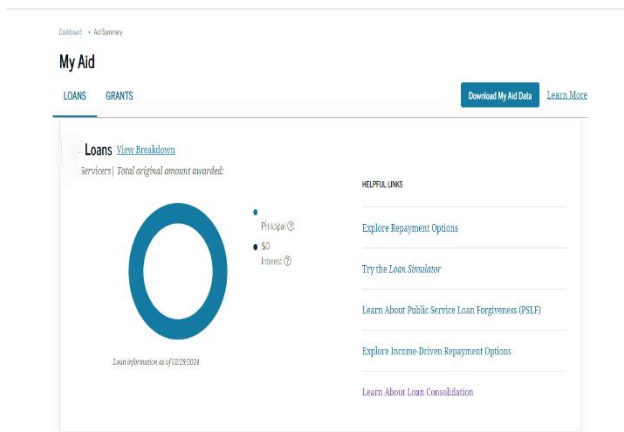 Dashboard • Aid Summary
My Aid
LOANS GRANTS
Download My Aid Data Learn More
Loans View Breakdown
Servicers| Total original amount awarded:
HELPFUL LINKS
Principal ?
$0
Interest ?
Explore Repayment Options
Try the Loan Simulator
Learn About Public Service Loan Forgiveness (PSLF)
Explore Income-Driven Repayment Options
Loan information as of 02/29/2024
Learn About Loan Consolidation